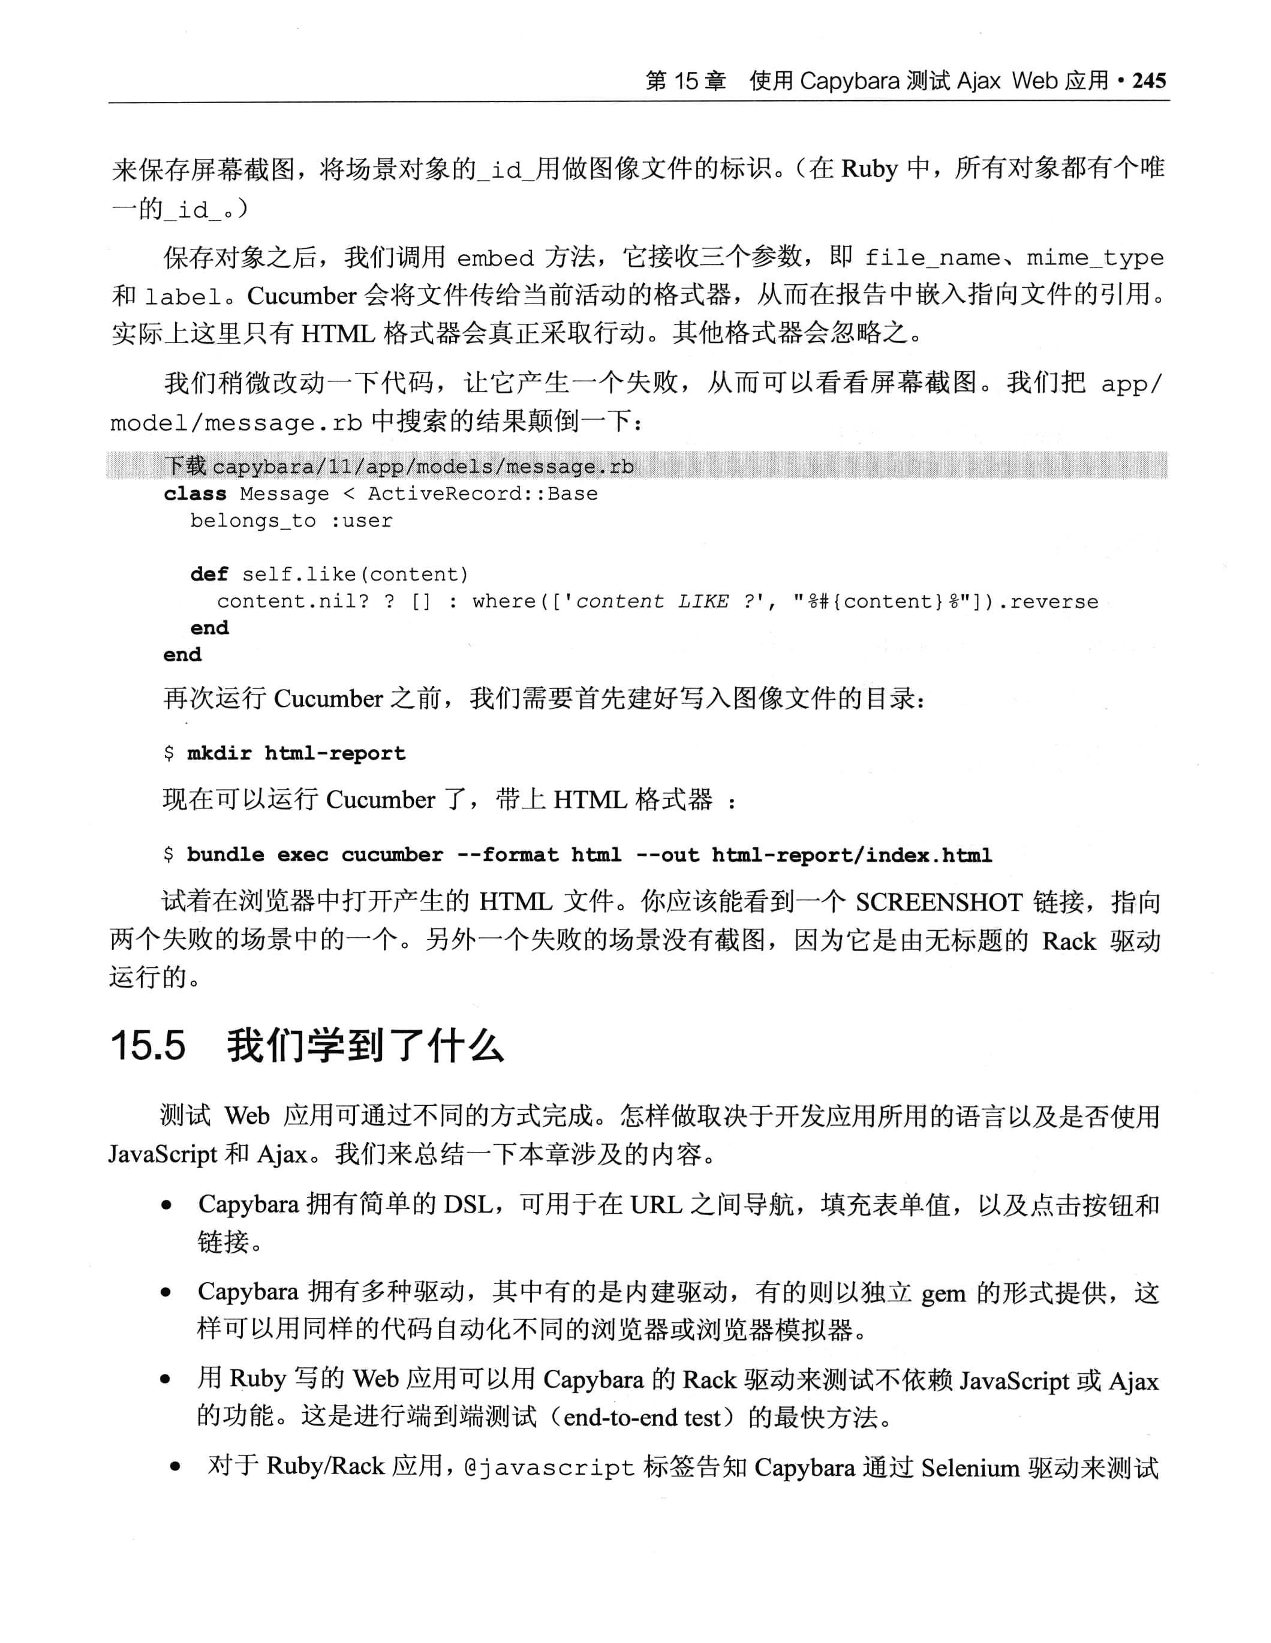 第 15 章　使用 Capybara 测试 Ajax Web 应用 • 245
来保存屏幕截图，将场景对象的_id_用做图像文件的标识。（在 Ruby 中，所有对象都有个唯
一的_id_。）
保存对象之后，我们调用 embed 方法，它接收三个参数，即 file_name、mime_type
和 label。Cucumber 会将文件传给当前活动的格式器，从而在报告中嵌入指向文件的引用。
实际上这里只有 HTML 格式器会真正采取行动。其他格式器会忽略之。
我们稍微改动一下代码，让它产生一个失败，从而可以看看屏幕截图。我们把 app/
model/message.rb 中搜索的结果颠倒一下：
下载 capybara/11/app/models/message.rb
class Message < ActiveRecord::Base
  belongs_to :user
  def self.like(content)
    content.nil? ? [] : where(['content LIKE ?', "%#{content}%"]).reverse
  end
end
再次运行 Cucumber 之前，我们需要首先建好写入图像文件的目录：
$ mkdir html-report
现在可以运行 Cucumber 了，带上 HTML 格式器 ：
$ bundle exec cucumber --format html --out html-report/index.html
试着在浏览器中打开产生的 HTML 文件。你应该能看到一个 SCREENSHOT 链接，指向
两个失败的场景中的一个。另外一个失败的场景没有截图，因为它是由无标题的 Rack 驱动
运行的。
15.5　我们学到了什么
测试 Web 应用可通过不同的方式完成。怎样做取决于开发应用所用的语言以及是否使用
JavaScript 和 Ajax。我们来总结一下本章涉及的内容。
● Capybara 拥有简单的 DSL，可用于在 URL 之间导航，填充表单值，以及点击按钮和
链接。
● Capybara 拥有多种驱动，其中有的是内建驱动，有的则以独立 gem 的形式提供，这
样可以用同样的代码自动化不同的浏览器或浏览器模拟器。
● 用 Ruby 写的 Web 应用可以用 Capybara 的 Rack 驱动来测试不依赖 JavaScript 或 Ajax
的功能。这是进行端到端测试（end-to-end test）的最快方法。
● 对于 Ruby/Rack 应用，@javascript 标签告知 Capybara 通过 Selenium 驱动来测试